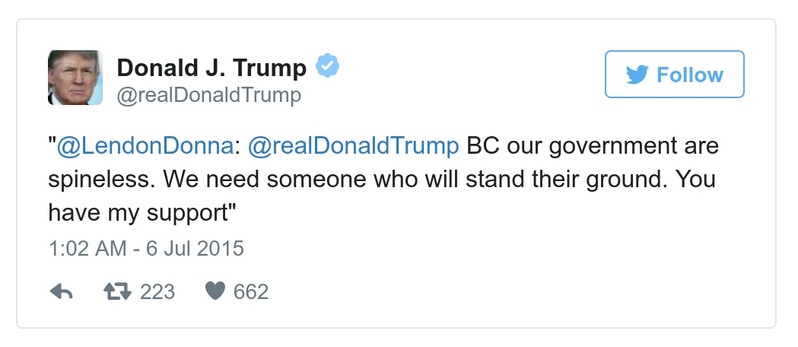 Donald J. Trump
@realDonaldTrump
Follow
"@LendonDonna: @realDonaldTrump BC our government are
spineless. We need someone who will stand their ground. You
have my support"
1:02 AM - 6 Jul 2015
223 662